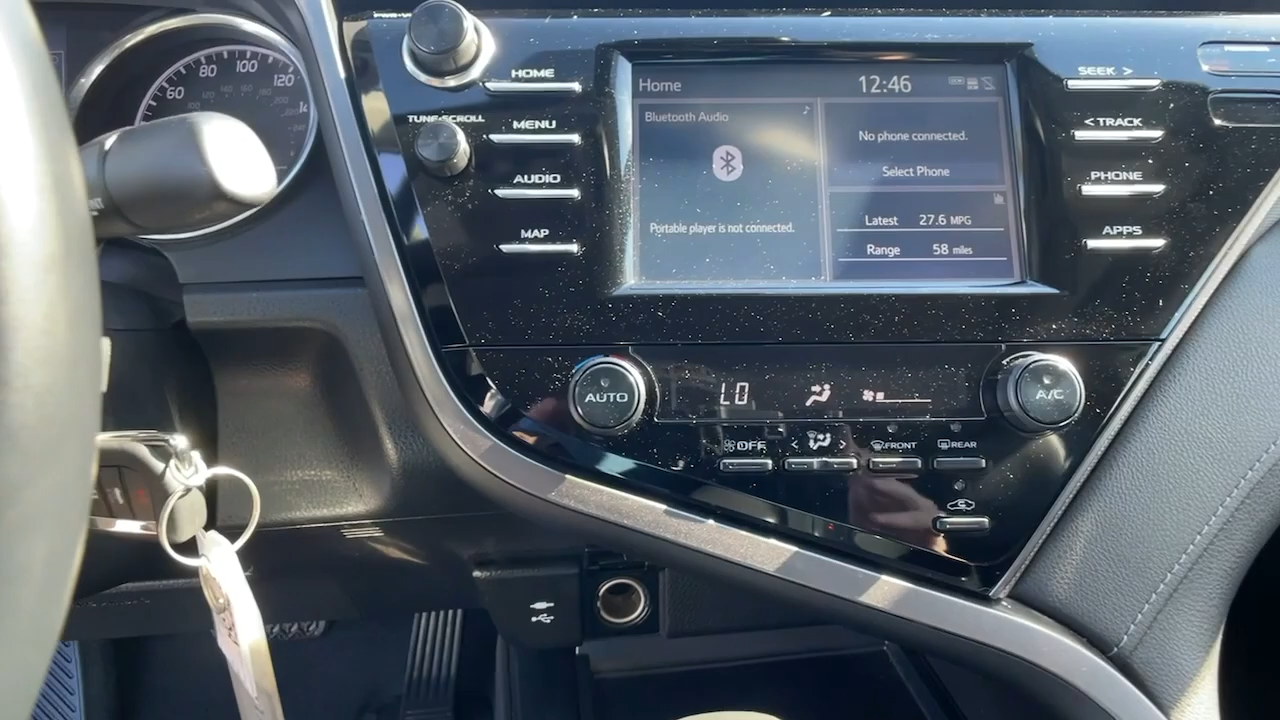 60
80
100
120
HOME
TUNE·SCROLL
MENU
AUDIO
MAP
Home
12:46
Bluetooth Audio
Portable player is not connected.
No phone connected.
Select Phone
Latest 27.6 MPG
Range 58 miles
SEEK >
< TRACK
PHONE
APPS
AUTO
LO
A/C
OFF
< >
FRONT
REAR